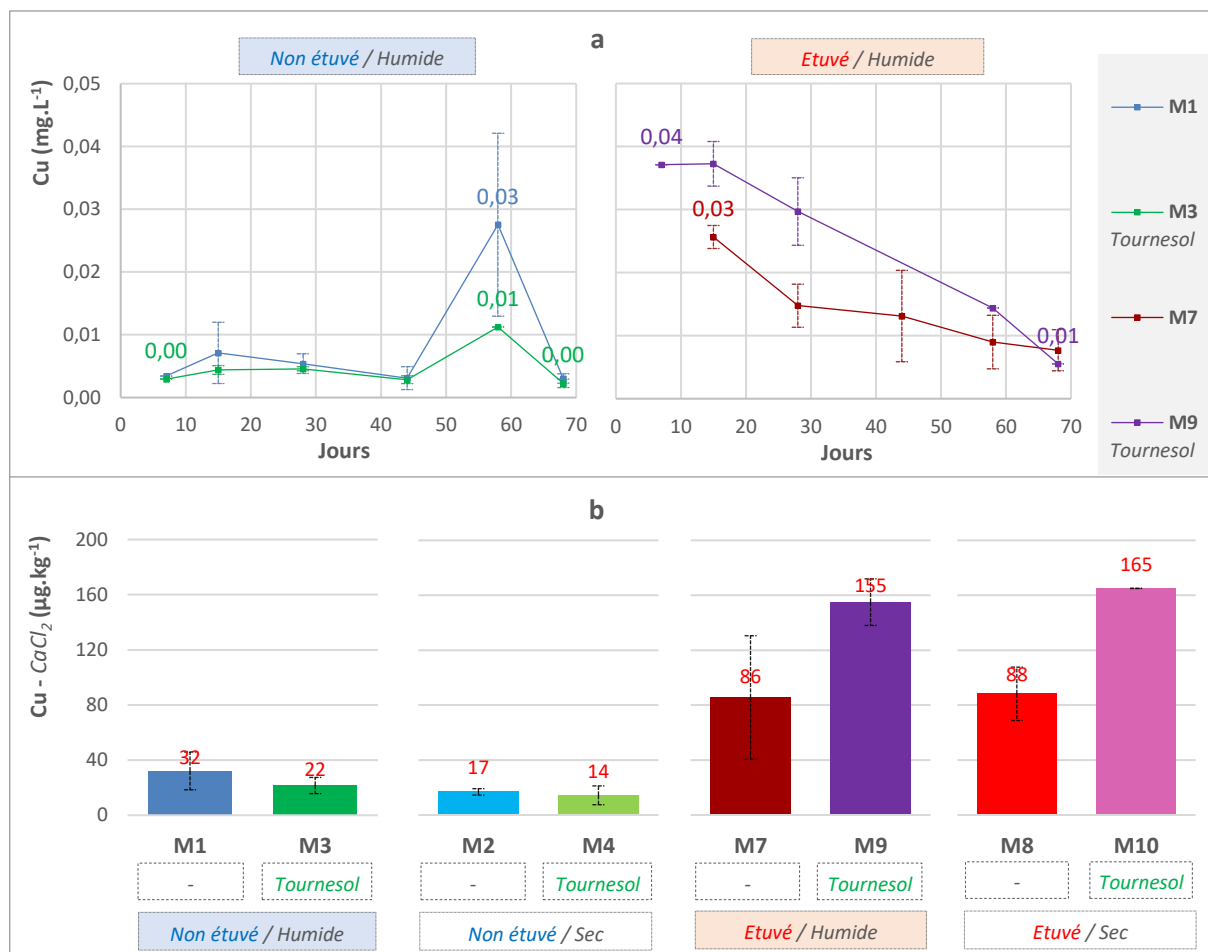 a
Non étuvé / Humide
Etuvé / Humide
Cu (mg.L-1)
0,05
0,04
0,03
0,02
0,01
0,00
0,00
0,03
0,01
0,00
0 10 20 30 40 50 60 70
Jours
0,04
0,03
0,01
0 10 20 30 40 50 60 70
Jours
M1
M3
Tournesol
M7
M9
Tournesol
b
Cu - CaCl2 (µg.kg-1)
200
160
120
80
40
0
32 22 17 14 86 155 88 165
M1 M3 M2 M4 M7 M9 M8 M10
- Tournesol - Tournesol - Tournesol - Tournesol
Non étuvé / Humide Non étuvé / Sec Etuvé / Humide Etuvé / Sec